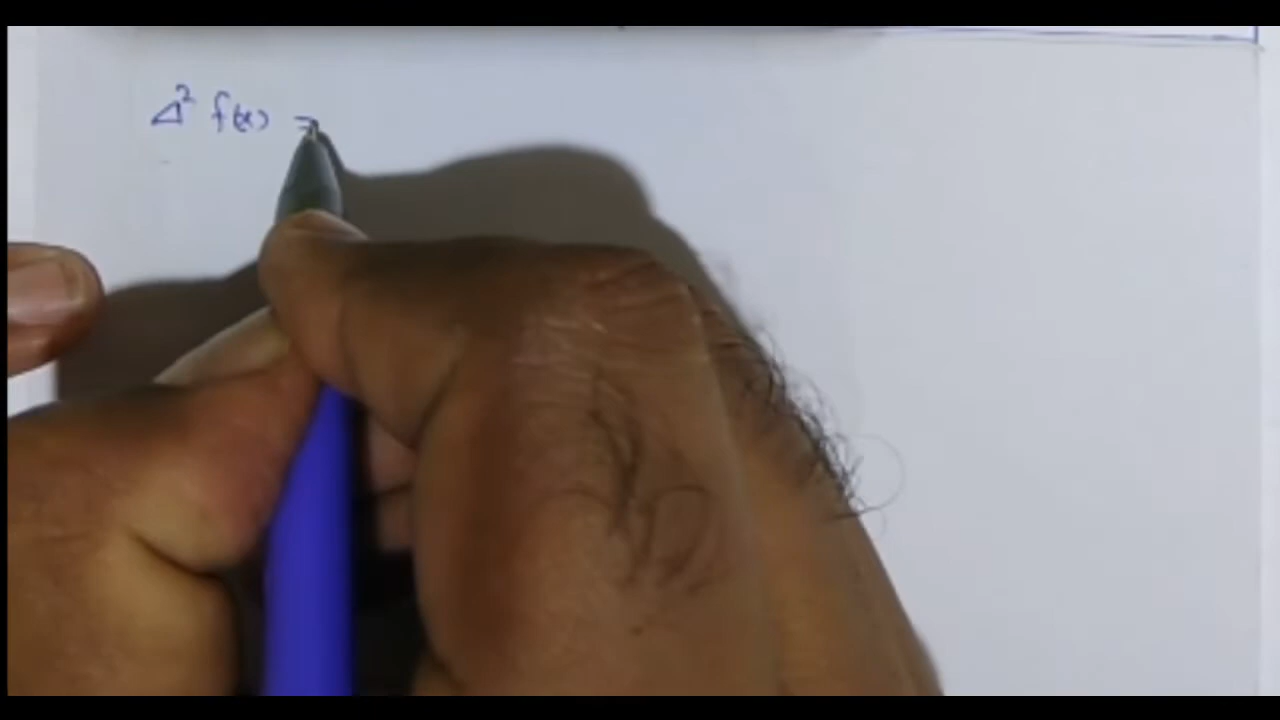 Δ² f(x) =